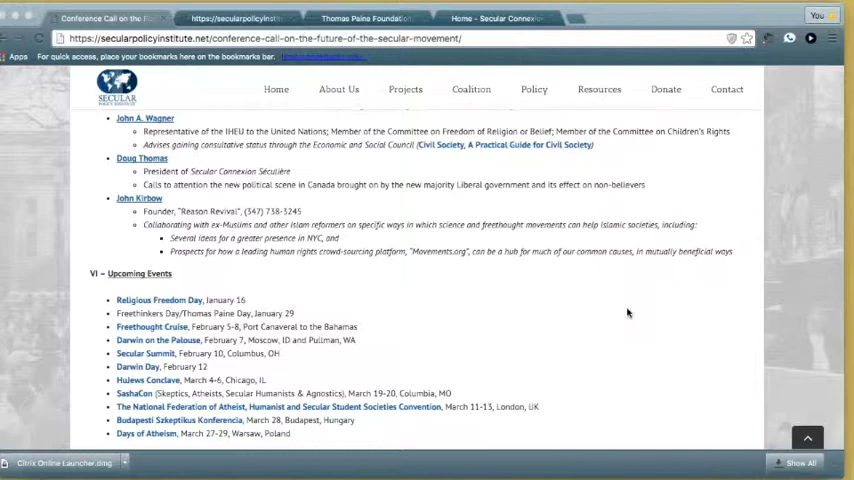 Conference Call on the Fu
https://secularpolicyinstit
Thomas Paine Foundation
Home - Secular Connexio
You
https://secularpolicyinstitute.net/conference-call-on-the-future-of-the-secular-movement/
Apps For quick access, place your bookmarks here on the bookmarks bar.
SECULAR
POLICY INSTITUTE
Home About Us Projects Coalition Policy Resources Donate Contact
John A. Wagner
Representative of the IHEU to the United Nations; Member of the Committee on Freedom of Religion or Belief; Member of the Committee on Children's Rights
Advises gaining consultative status through the Economic and Social Council (Civil Society, A Practical Guide for Civil Society)
Doug Thomas
President of Secular Connexion Séculière
Calls to attention the new political scene in Canada brought on by the new majority Liberal government and its effect on non-believers
John Kirbow
Founder, "Reason Revival", (347) 738-3245
Collaborating with ex-Muslims and other Islam reformers on specific ways in which science and freethought movements can help Islamic societies, including:
Several ideas for a greater presence in NYC, and
Prospects for how a leading human rights crowd-sourcing platform, "Movements.org", can be a hub for much of our common causes, in mutually beneficial ways
VI – Upcoming Events
Religious Freedom Day, January 16
Freethinkers Day/Thomas Paine Day, January 29
Freethought Cruise, February 5-8, Port Canaveral to the Bahamas
Darwin on the Palouse, February 7, Moscow, ID and Pullman, WA
Secular Summit, February 10, Columbus, OH
Darwin Day, February 12
HuJews Conclave, March 4-6, Chicago, IL
SashaCon (Skeptics, Atheists, Secular Humanists & Agnostics), March 19-20, Columbia, MO
The National Federation of Atheist, Humanist and Secular Student Societies Convention, March 11-13, London, UK
Budapesti Szkeptikus Konferencia, March 28, Budapest, Hungary
Days of Atheism, March 27-29, Warsaw, Poland
Citrix Online Launcher.dmg
Show All